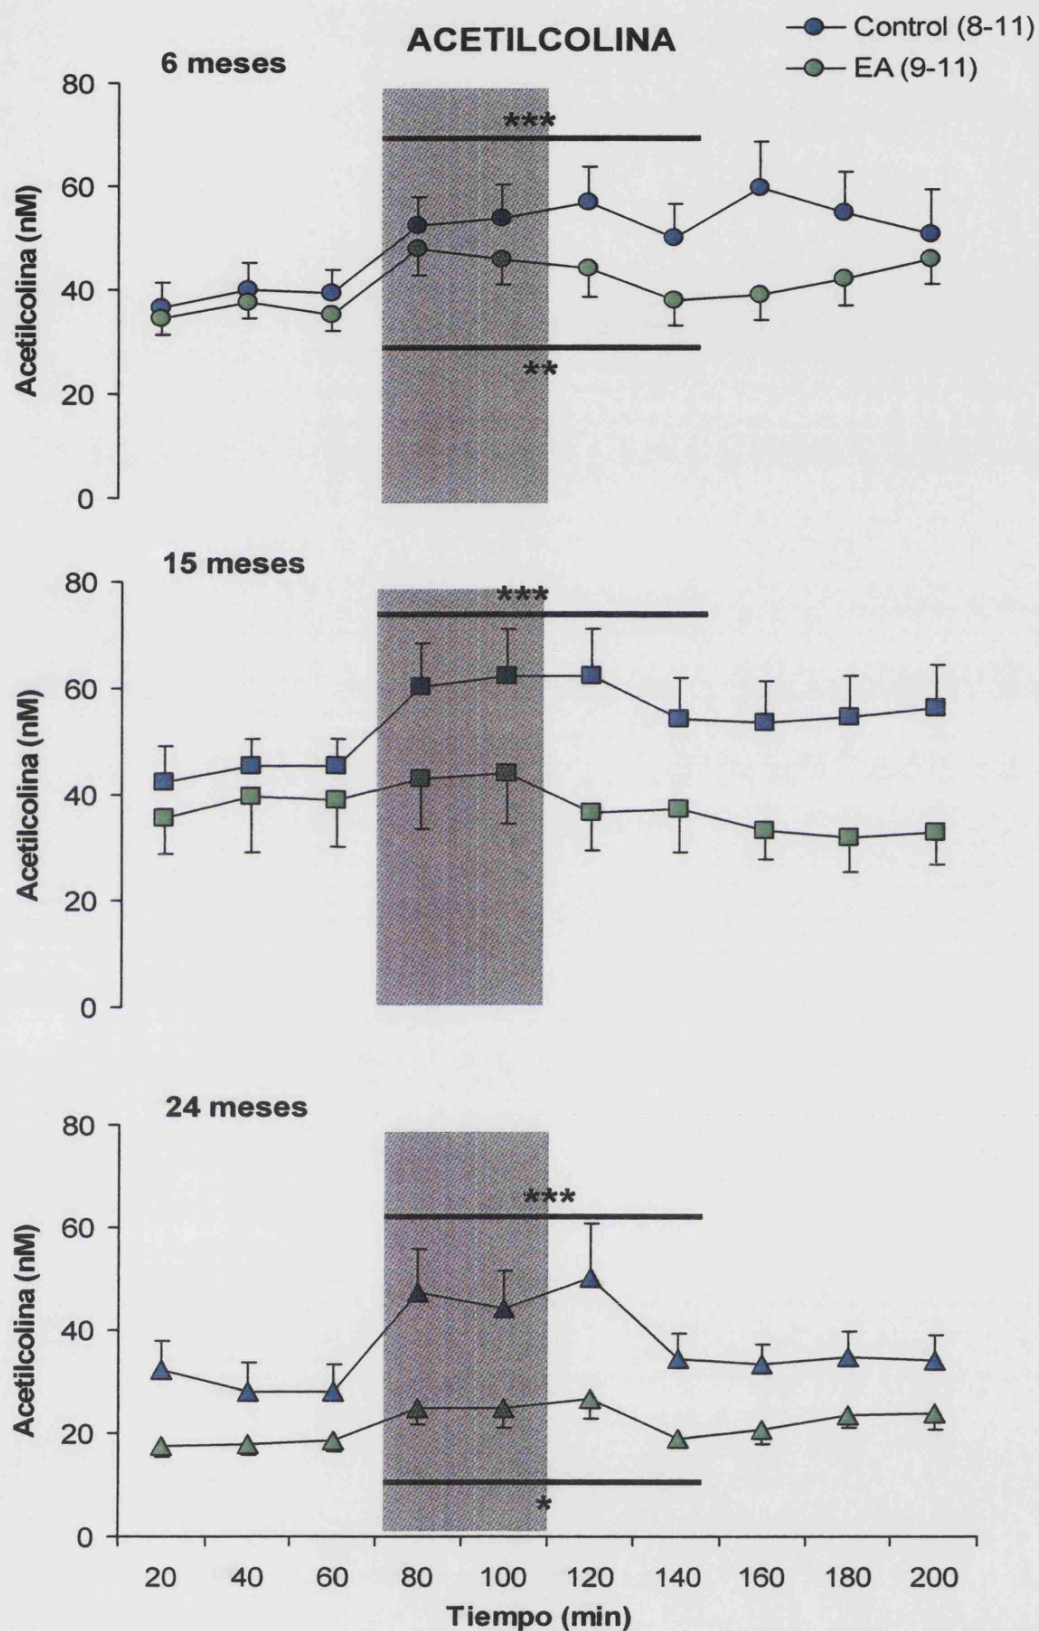 ACETILCOLINA
Control (8-11)
EA (9-11)
6 meses
Acetilcolina (nM)
80
60
40
20
0
***
**
15 meses
Acetilcolina (nM)
80
60
40
20
0
***
24 meses
Acetilcolina (nM)
80
60
40
20
0
***
*
20 40 60 80 100 120 140 160 180 200
Tiempo (min)